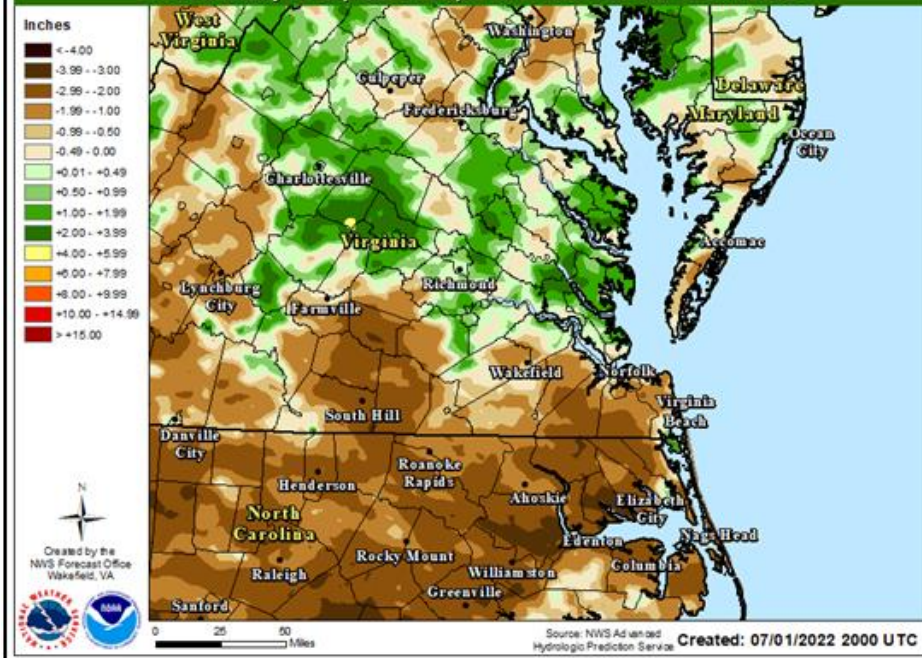 Inches
< -4.00
-3.99 - -3.00
-2.99 - -2.00
-1.99 - -1.00
-0.99 - -0.50
-0.49 - 0.00
+0.01 - +0.49
+0.50 - +0.99
+1.00 - +1.99
+2.00 - +3.99
+4.00 - +5.99
+6.00 - +7.99
+8.00 - +9.99
+10.00 - +14.99
> +15.00
West
Virginia
Washington
Culpeper
Fredericksburg
Delaware
Maryland
Ocean
City
Charlottesville
Virginia
Accomac
Lynchburg
City
Farmville
Richmond
Wakefield
Norfolk
Virginia
Beach
South Hill
Danville
City
Henderson
Roanoke
Rapids
Ahoskie
Elizabeth
City
North
Carolina
Edenton
Nags Head
Rocky Mount
Columbia
Raleigh
Williamston
Greenville
Sanford
N
Created by the
NWS Forecast Office
Wakefield, VA
NOAA
0 25 50
Miles
Source: NWS Advanced
Hydrologic Prediction Service
Created: 07/01/2022 2000 UTC